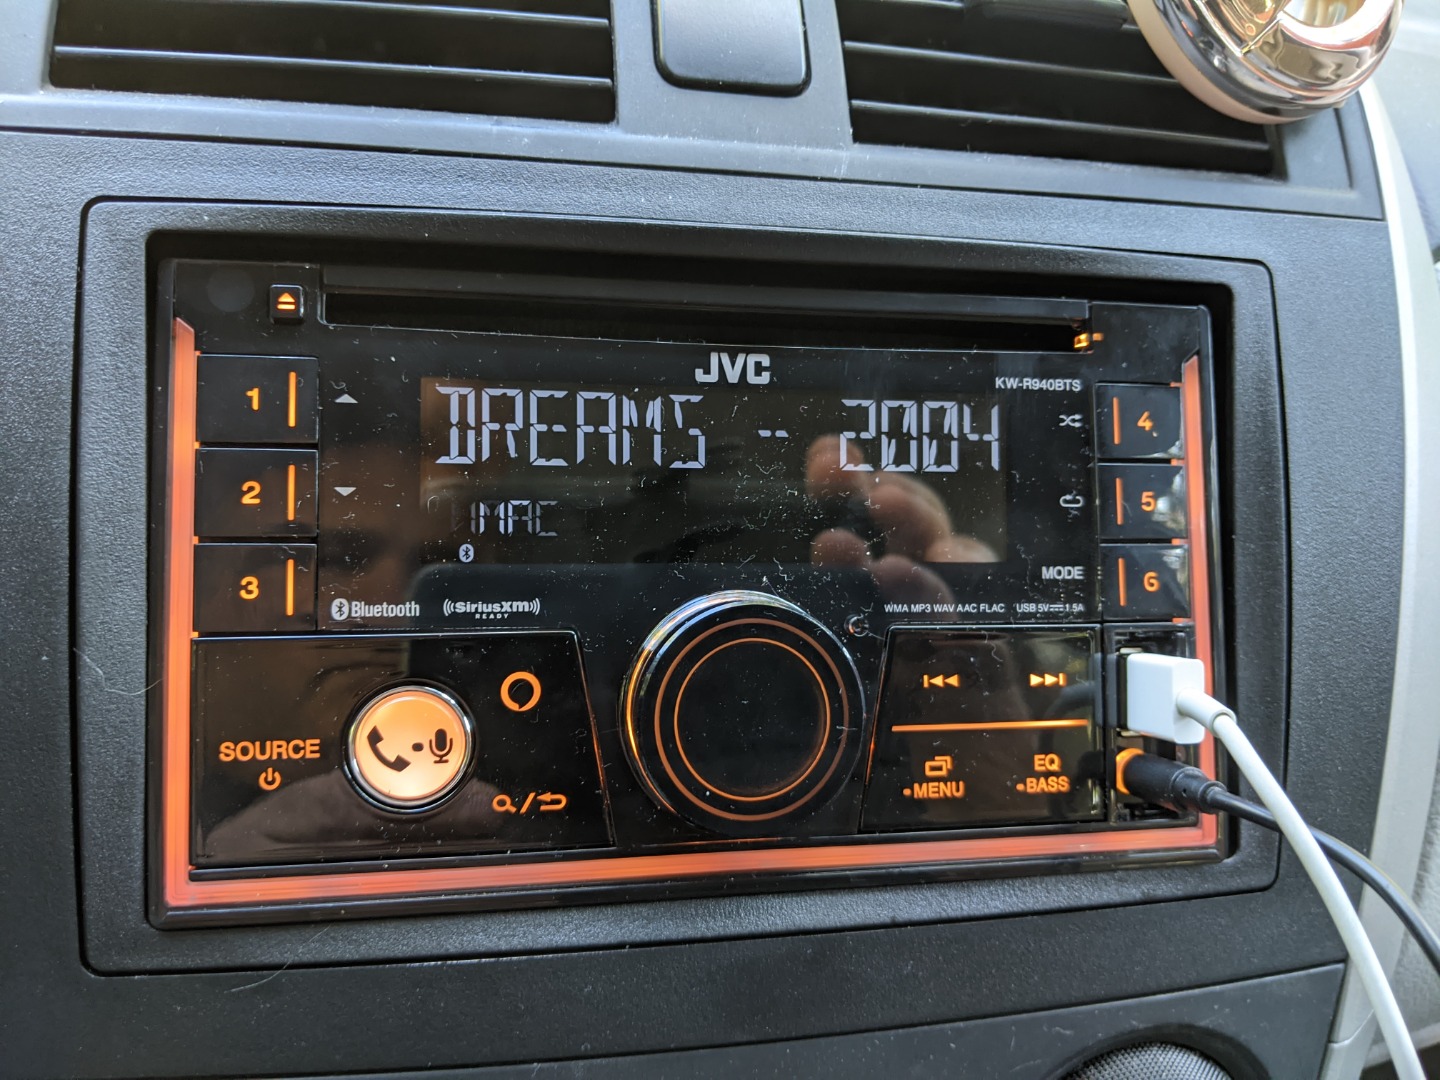 JVC
KW-R940BTS
DREAMS - 2004
MAC
1
2
3
4
5
6
MODE
Bluetooth
((SiriusXM))
READY
WMA MP3 WAV AAC FLAC
USB 5V⎓1.5A
SOURCE
MENU
EQ
BASS